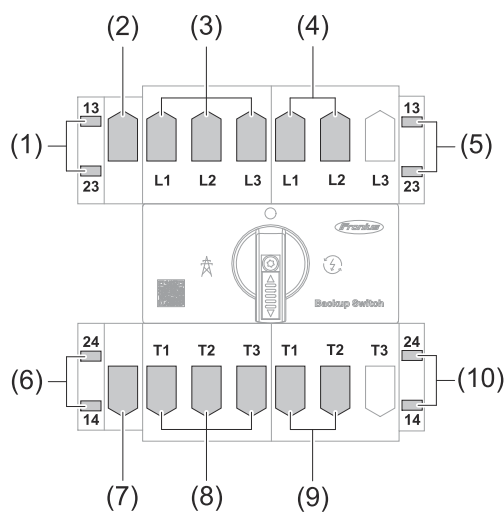 (2) (3) (4)
13 13
(1) (5)
23 L1 L2 L3 L1 L2 L3 23
Fronius
Backup Switch
24 T1 T2 T3 T1 T2 T3 24
(6) (10)
14 14
(7) (8) (9)